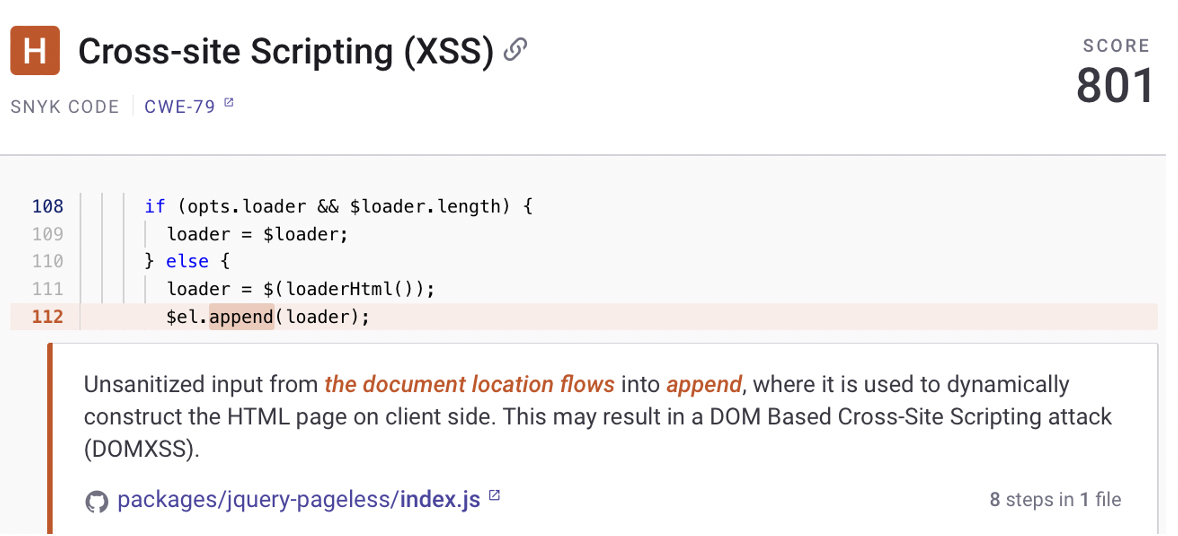 H Cross-site Scripting (XSS)
SCORE
801
SNYK CODE CWE-79
108 if (opts.loader && $loader.length) {
109 loader = $loader;
110 } else {
111 loader = $(loaderHtml());
112 $el.append(loader);
Unsanitized input from the document location flows into append, where it is used to dynamically
construct the HTML page on client side. This may result in a DOM Based Cross-Site Scripting attack
(DOMXSS).
packages/jquery-pageless/index.js 8 steps in 1 file